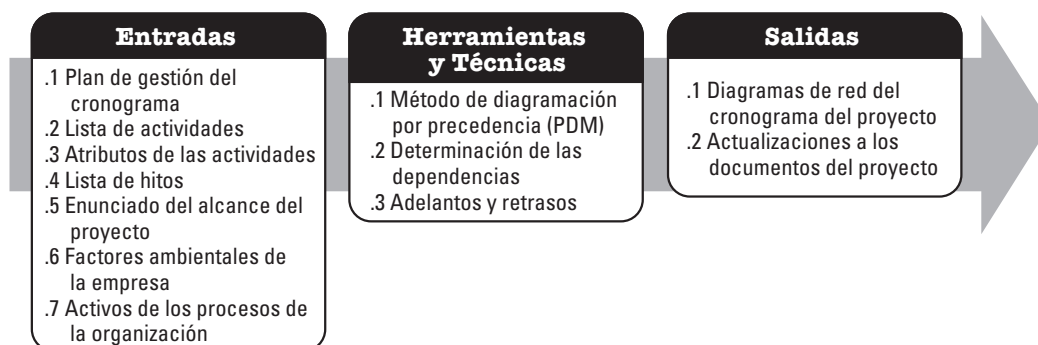 Entradas
.1 Plan de gestión del
cronograma
.2 Lista de actividades
.3 Atributos de las actividades
.4 Lista de hitos
.5 Enunciado del alcance del
proyecto
.6 Factores ambientales de
la empresa
.7 Activos de los procesos de
la organización
Herramientas
y Técnicas
.1 Método de diagramación
por precedencia (PDM)
.2 Determinación de las
dependencias
.3 Adelantos y retrasos
Salidas
.1 Diagramas de red del
cronograma del proyecto
.2 Actualizaciones a los
documentos del proyecto